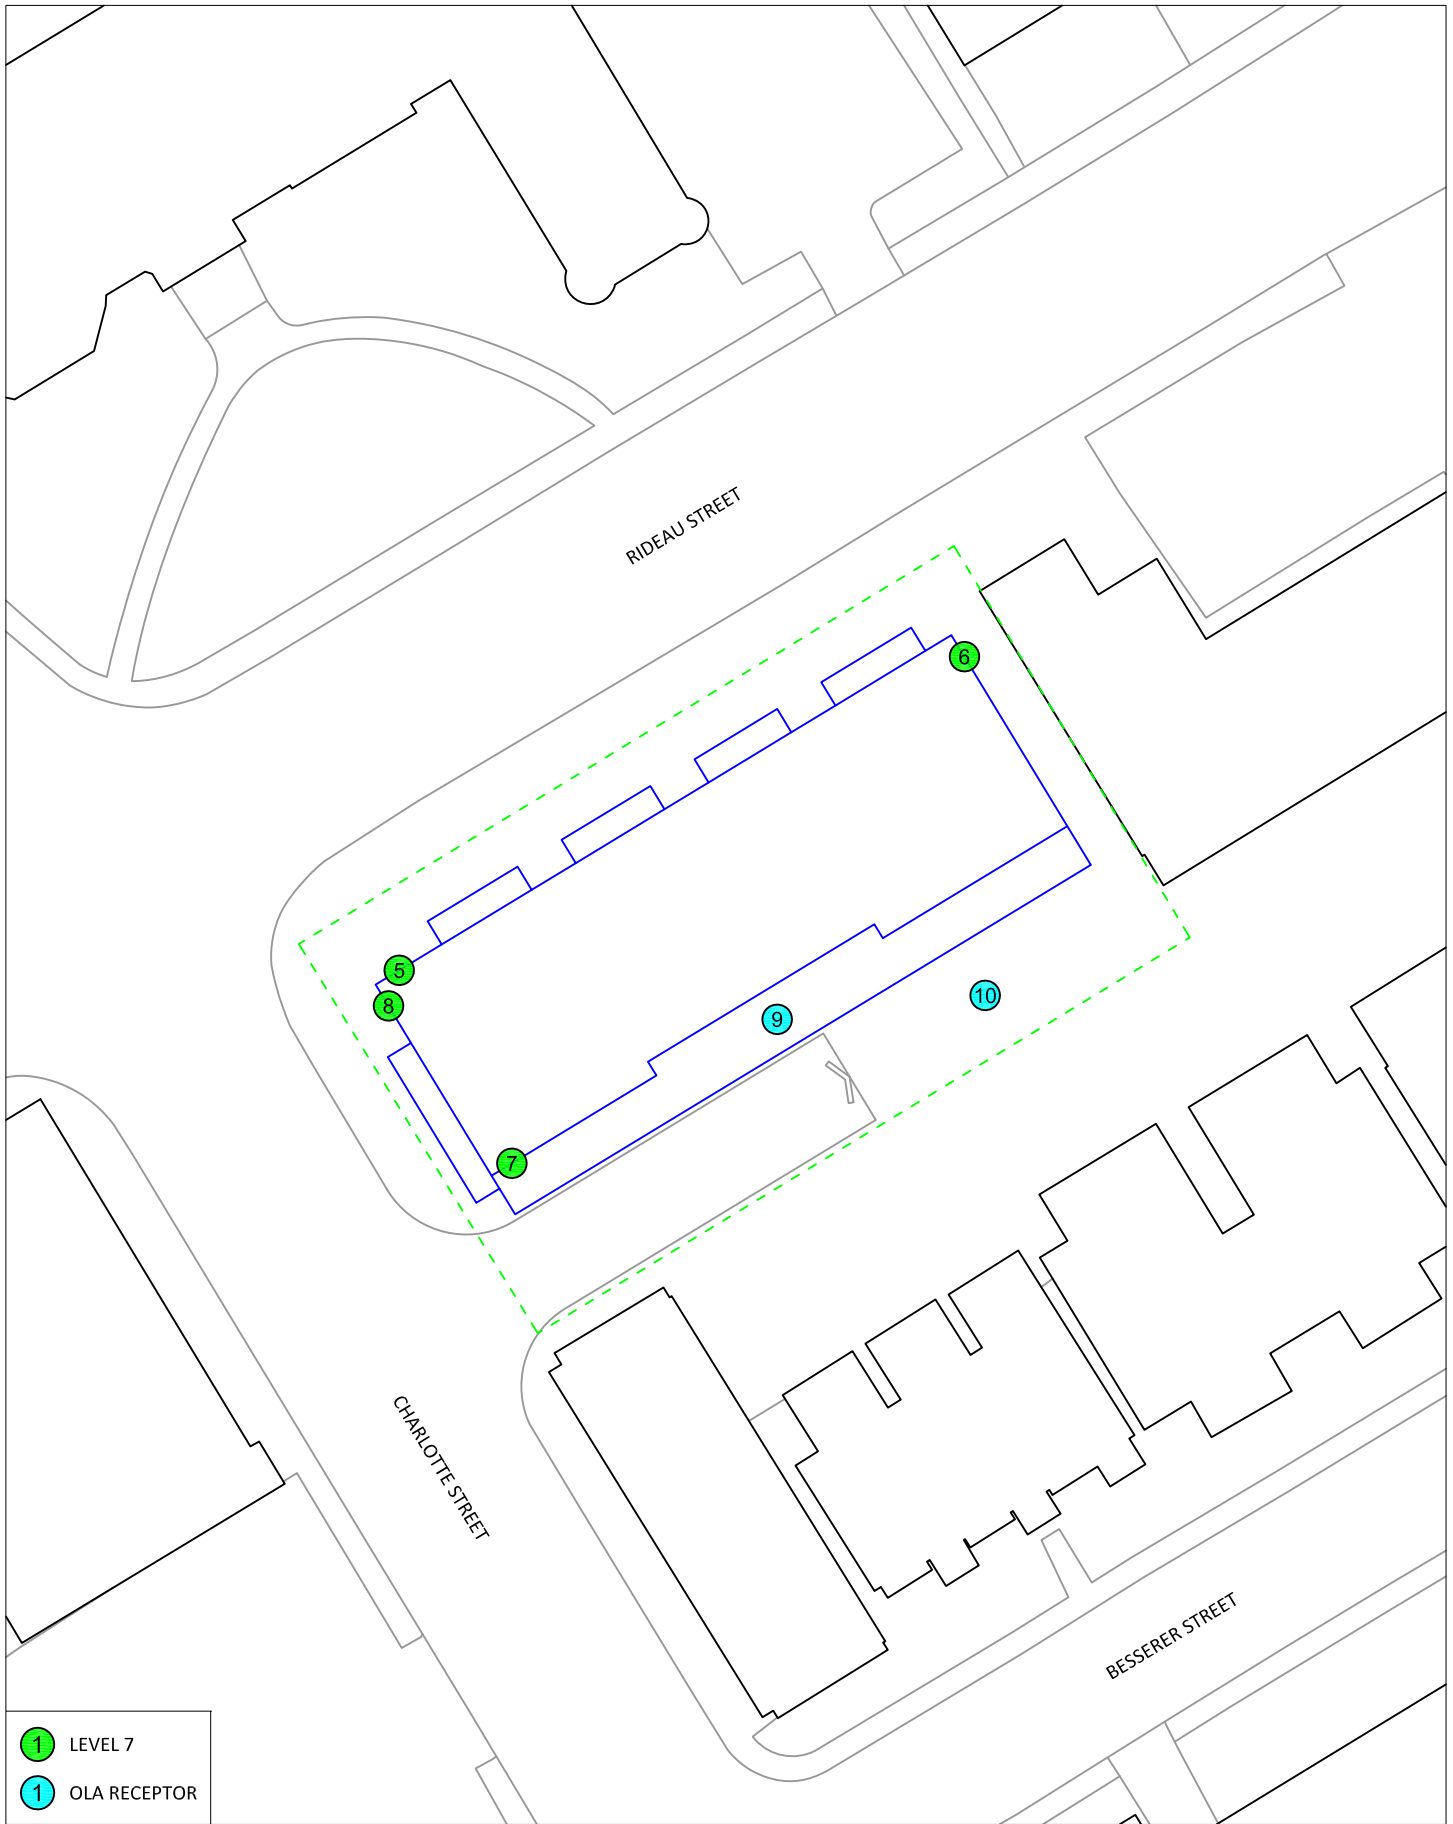 RIDEAU STREET
6
5
8
10
9
7
CHARLOTTE STREET
BESSERER STREET
1 LEVEL 7
1 OLA RECEPTOR